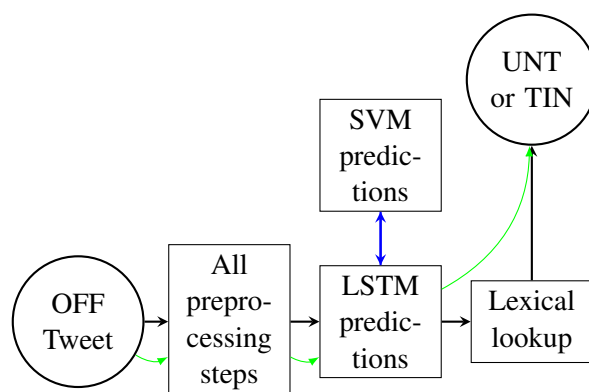 UNT
or TIN
SVM
predic-
tions
OFF
Tweet
All
prepro-
cessing
steps
LSTM
predic-
tions
Lexical
lookup